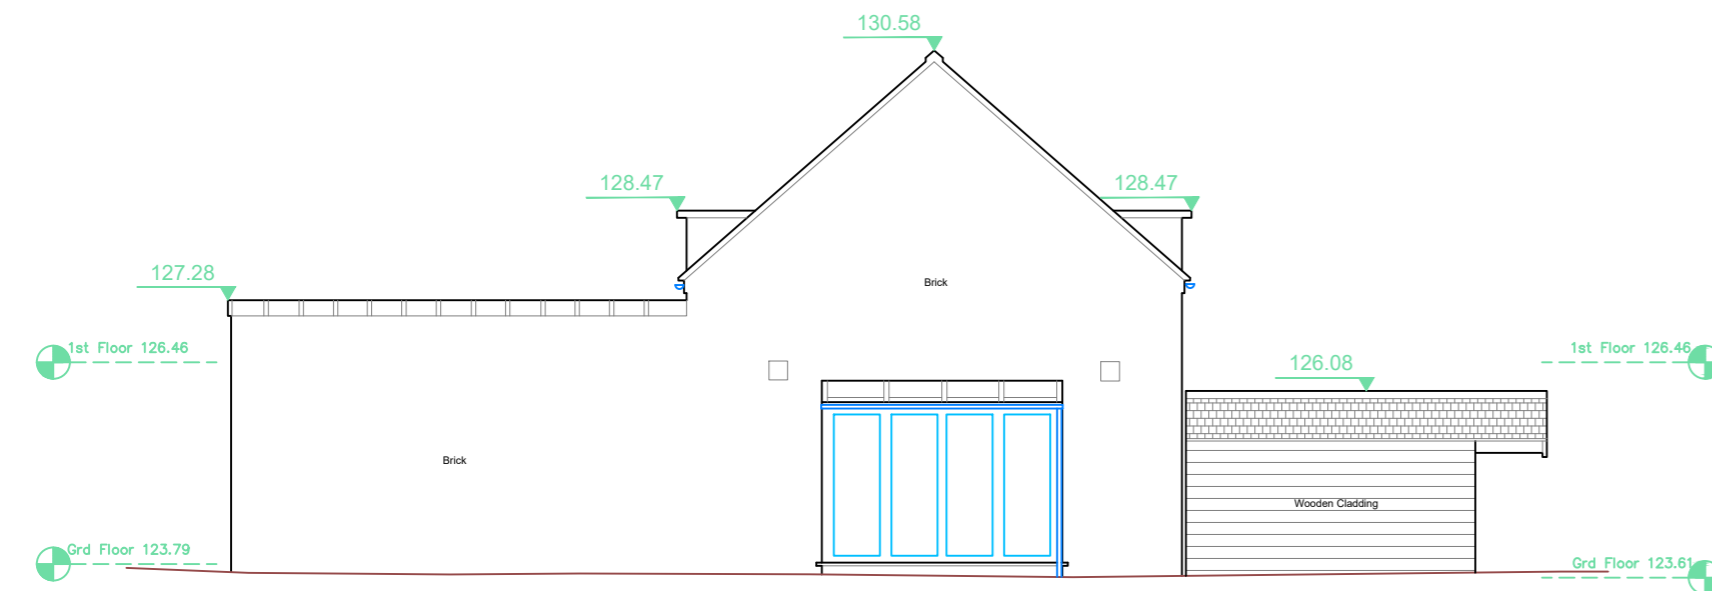 130.58
128.47
128.47
127.28
Brick
1st Floor 126.46
1st Floor 126.46
126.08
Brick
Wooden Cladding
Grd Floor 123.79
Grd Floor 123.61